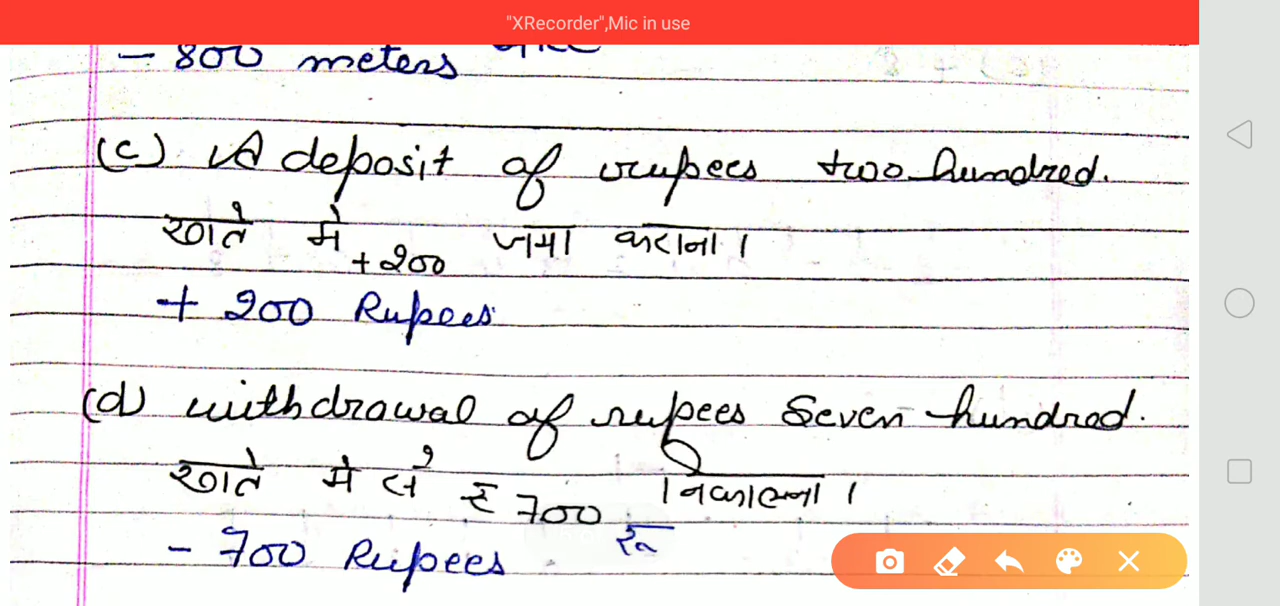 "XRecorder",Mic in use
- 800 meters
(c) A deposit of rupees two hundred.
खाते मे +200 जमा कराना।
+ 200 Rupees
(d) withdrawal of rupees Seven hundred.
खाते मे से ₹ 700 निकालना।
- 700 Rupees रू